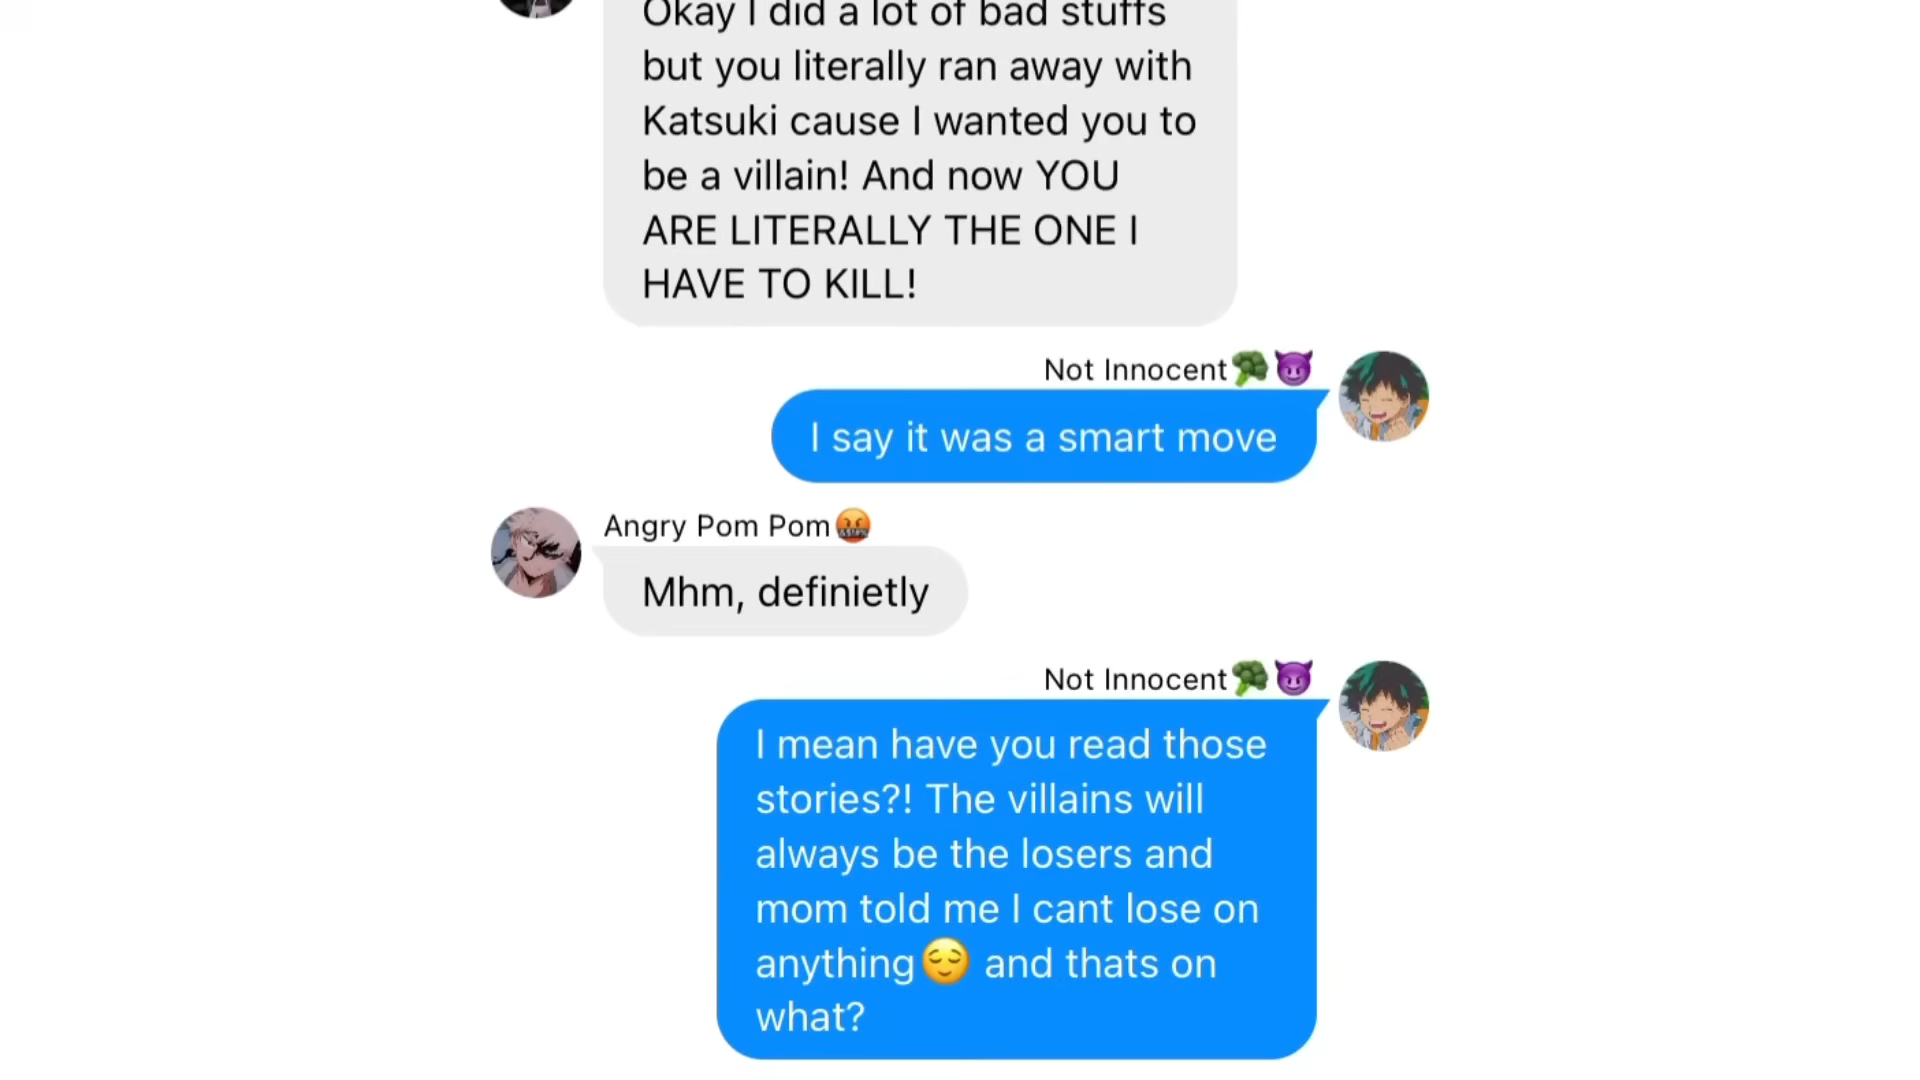 Okay I did a lot of bad stuffs
but you literally ran away with
Katsuki cause I wanted you to
be a villain! And now YOU
ARE LITERALLY THE ONE I
HAVE TO KILL!
Not Innocent🥦😈
I say it was a smart move
Angry Pom Pom🤬
Mhm, definietly
Not Innocent🥦😈
I mean have you read those
stories?! The villains will
always be the losers and
mom told me I cant lose on
anything😌 and thats on
what?